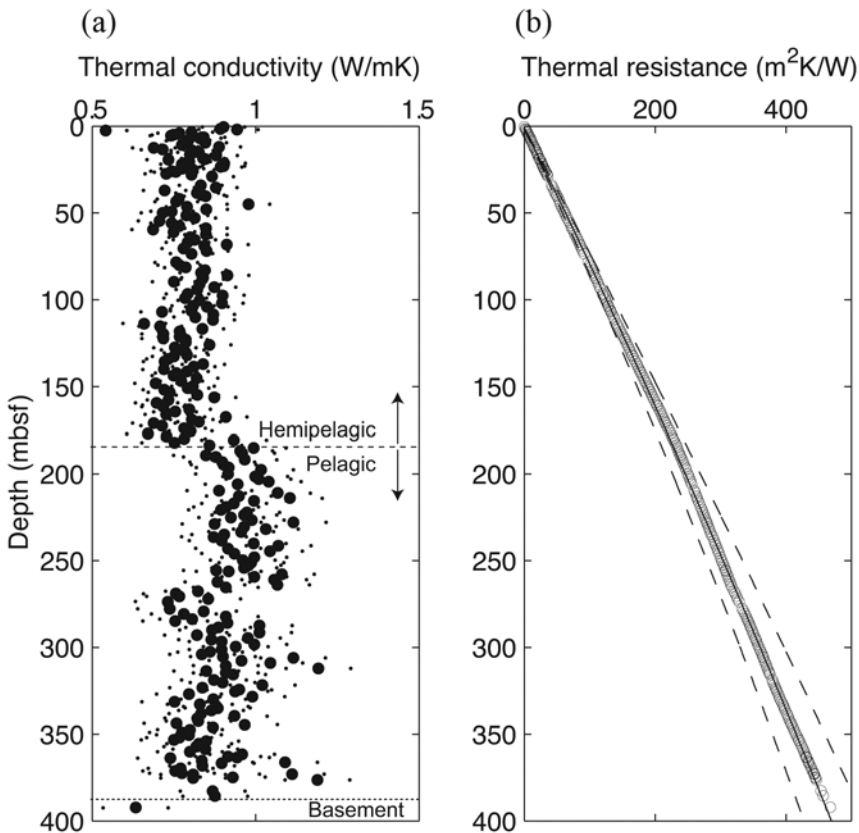 (a)
(b)
Thermal conductivity (W/mK)
Thermal resistance (m²K/W)
0.5 1 1.5
0 200 400
0
50
100
150
200
250
300
350
400
Depth (mbsf)
Hemipelagic
Pelagic
Basement
0
50
100
150
200
250
300
350
400